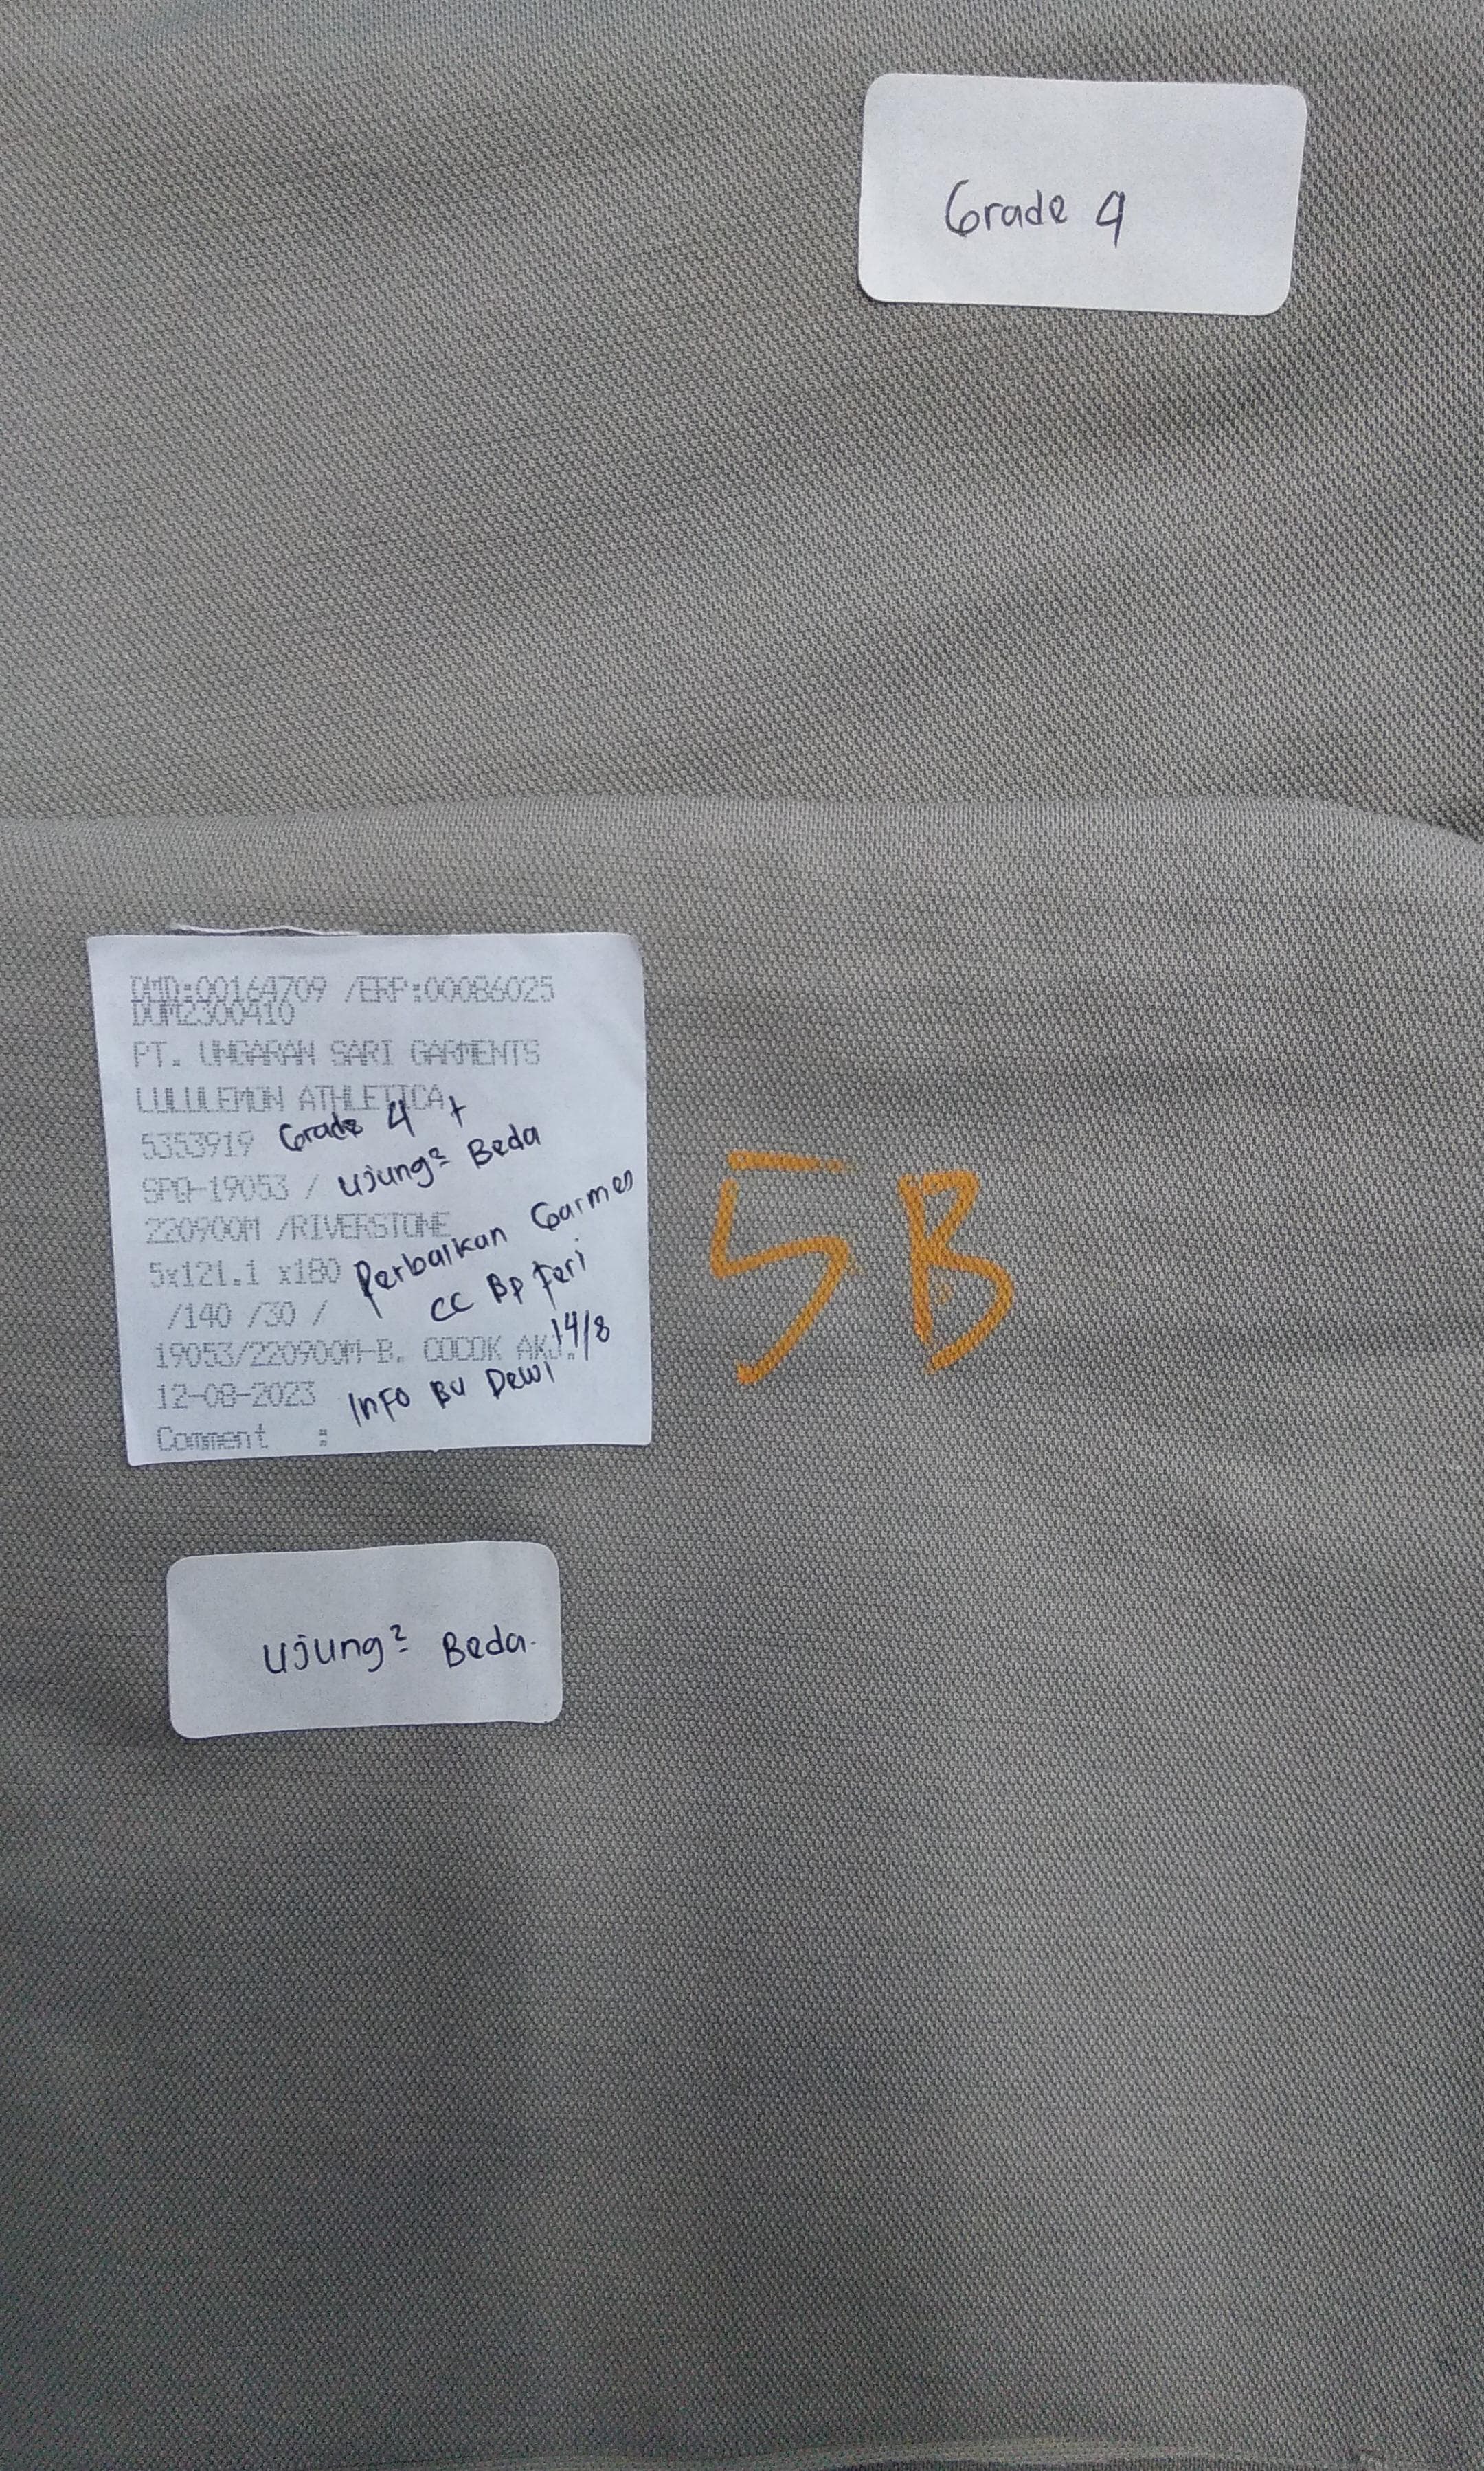 Grade 4
DMD:00164709 /ERP:00086025
DUM2300410
PT. UNGARAN SARI GARMENTS
LULULEMON ATHLETICA
5353919 Grade 4 +
SPQ-19053 / Ujung² Beda
220900M /RIVERSTONE
5x121.1 x180 Perbaikan Garmen
/140 /30 / CC Bp Feri
19053/220900M-B. COCOK AKJ. 14/8
12-08-2023 Info Bu Dewi
Comment :
5B
Ujung² Beda.